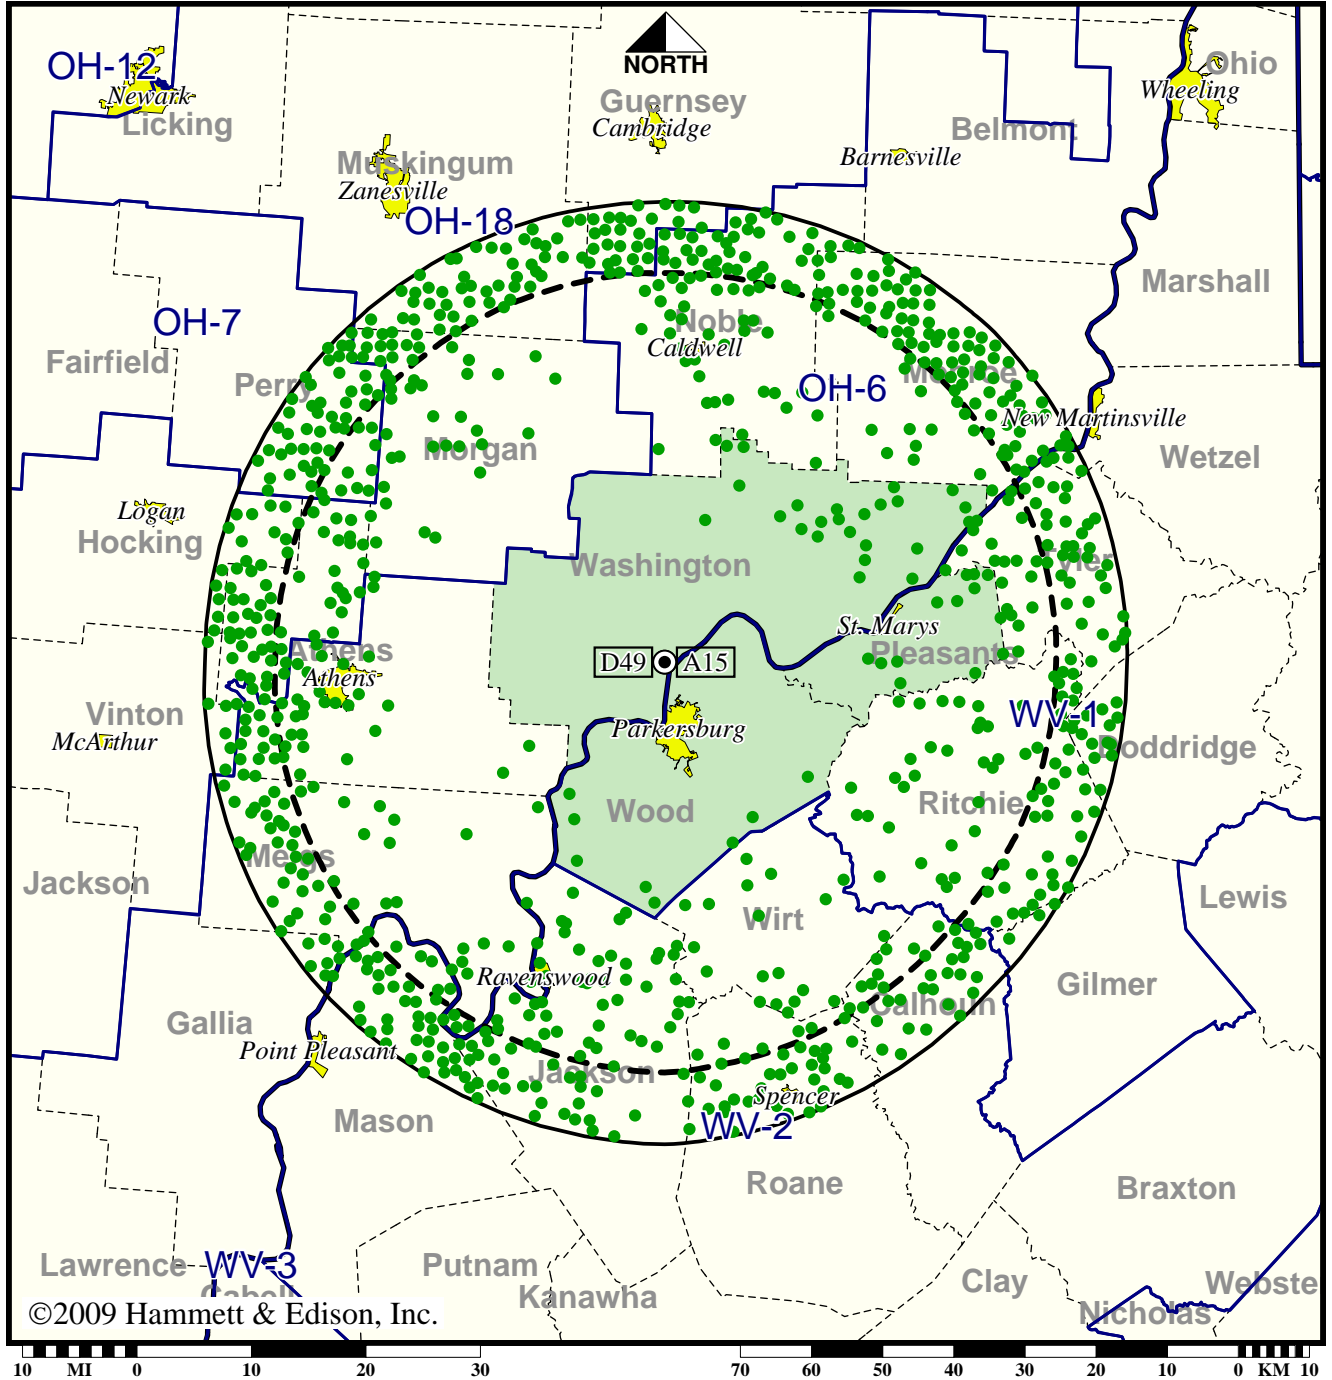 OH-12
Newark
Licking
NORTH
Guernsey
Cambridge
Ohio
Wheeling
Belmont
Barnesville
Muskingum
Zanesville
OH-18
Marshall
OH-7
Noble
Caldwell
Fairfield
Perry
OH-6
Monroe
New Martinsville
Wetzel
Morgan
Logan
Hocking
Washington
Tyler
St. Marys
Pleasants
Athens
Athens
D49
A15
Vinton
McArthur
Parkersburg
WV-1
Doddridge
Wood
Ritchie
Meigs
Jackson
Lewis
Wirt
Ravenswood
Gilmer
Calhoun
Gallia
Point Pleasant
Jackson
Spencer
Mason
WV-2
Roane
Braxton
Lawrence
WV-3
Cabell
Putnam
Kanawha
Clay
Webste
Nicholas
©2009 Hammett & Edison, Inc.
10 MI 0 10 20 30 70 60 50 40 30 20 10 0 KM 10